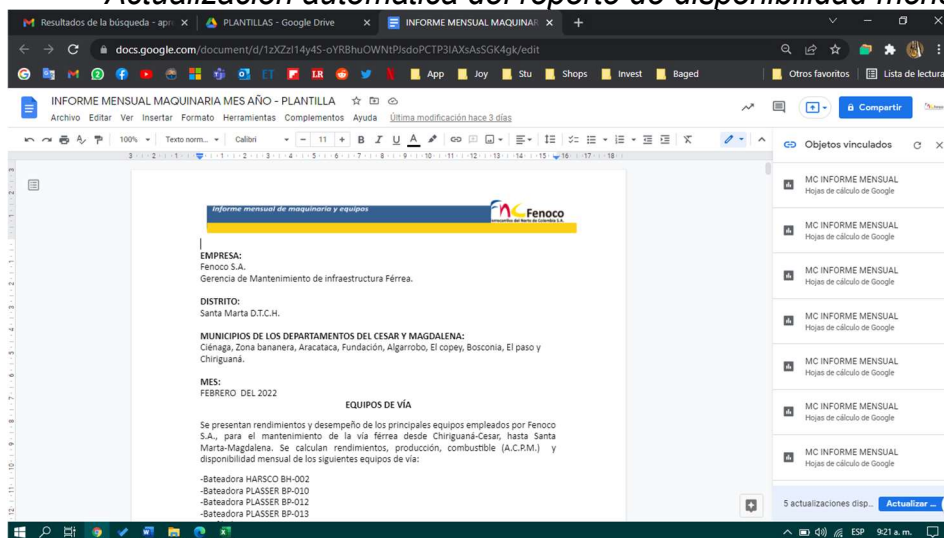 Actualización automática del reporte de disponibilidad mens
Resultados de la búsqueda - apr
PLANTILLAS - Google Drive
INFORME MENSUAL MAQUINAR
docs.google.com/document/d/1zXZzl14y4S-oYRBhuOWNtPJsdoPCTP3IAXsAsSGK4gk/edit
App
Joy
Stu
Shops
Invest
Baged
Otros favoritos
Lista de lectura
INFORME MENSUAL MAQUINARIA MES AÑO - PLANTILLA
Archivo Editar Ver Insertar Formato Herramientas Complementos Ayuda Última modificación hace 3 días
Compartir
100% Texto norm... Calibri 11
Objetos vinculados
Informe mensual de maquinaria y equipos
Fenoco
EMPRESA:
Fenoco S.A.
Gerencia de Mantenimiento de infraestructura Férrea.
DISTRITO:
Santa Marta D.T.C.H.
MUNICIPIOS DE LOS DEPARTAMENTOS DEL CESAR Y MAGDALENA:
Ciénaga, Zona bananera, Aracataca, Fundación, Algarrobo, El copey, Bosconia, El paso y
Chiriguaná.
MES:
FEBRERO DEL 2022
EQUIPOS DE VÍA
Se presentan rendimientos y desempeño de los principales equipos empleados por Fenoco
S.A., para el mantenimiento de la vía férrea desde Chiriguaná-Cesar, hasta Santa
Marta-Magdalena. Se calculan rendimientos, producción, combustible (A.C.P.M.) y
disponibilidad mensual de los siguientes equipos de vía:
-Bateadora HARSCO BH-002
-Bateadora PLASSER BP-010
-Bateadora PLASSER BP-012
-Bateadora PLASSER BP-013
MC INFORME MENSUAL
Hojas de cálculo de Google
MC INFORME MENSUAL
Hojas de cálculo de Google
MC INFORME MENSUAL
Hojas de cálculo de Google
MC INFORME MENSUAL
Hojas de cálculo de Google
MC INFORME MENSUAL
Hojas de cálculo de Google
MC INFORME MENSUAL
Hojas de cálculo de Google
MC INFORME MENSUAL
Hojas de cálculo de Google
5 actualizaciones disp... Actualizar ...
ESP 9:21 a. m.